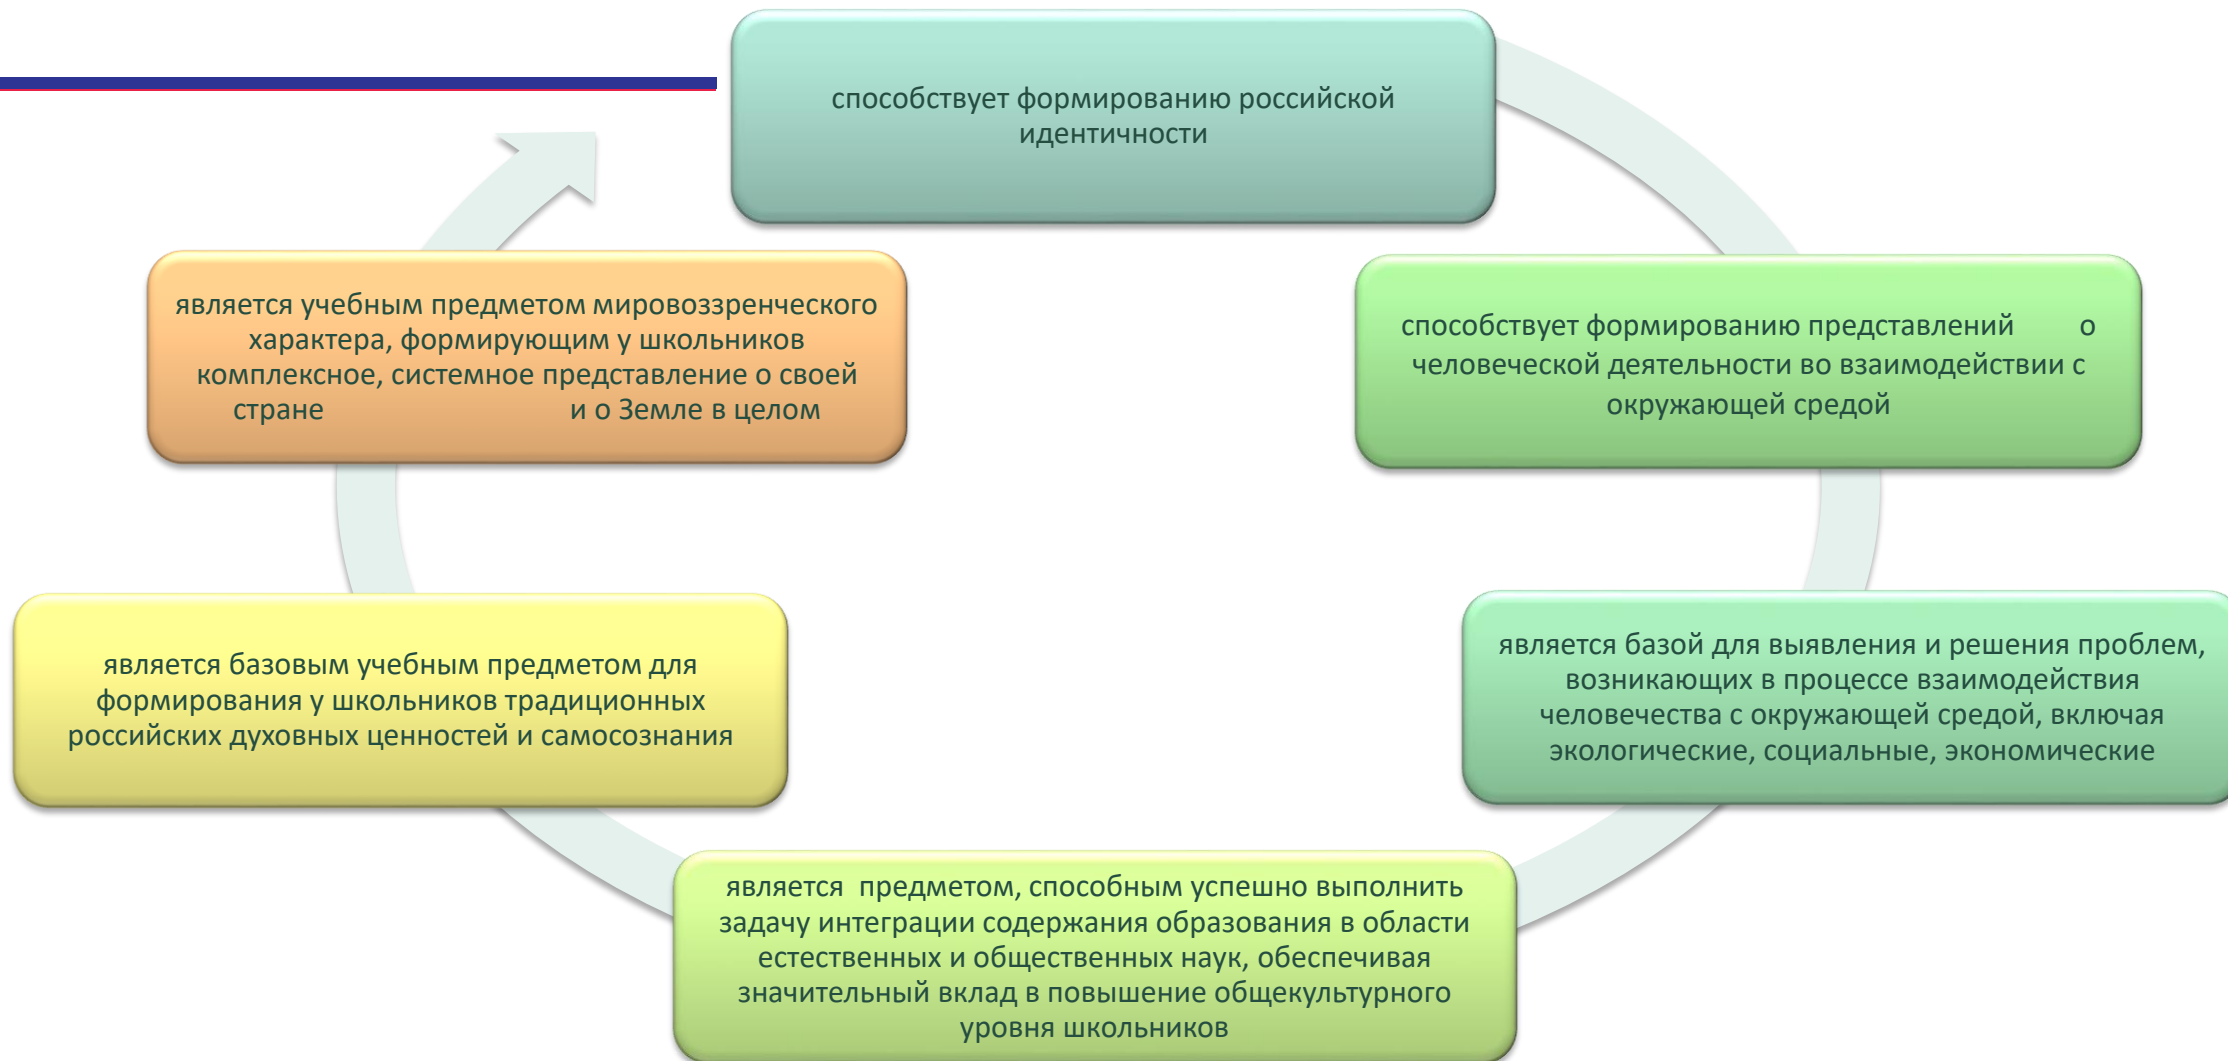 способствует формированию российской
идентичности
способствует формированию представлений о
человеческой деятельности во взаимодействии с
окружающей средой
является базой для выявления и решения проблем,
возникающих в процессе взаимодействия
человечества с окружающей средой, включая
экологические, социальные, экономические
является предметом, способным успешно выполнить
задачу интеграции содержания образования в области
естественных и общественных наук, обеспечивая
значительный вклад в повышение общекультурного
уровня школьников
является базовым учебным предметом для
формирования у школьников традиционных
российских духовных ценностей и самосознания
является учебным предметом мировоззренческого
характера, формирующим у школьников
комплексное, системное представление о своей
стране и о Земле в целом